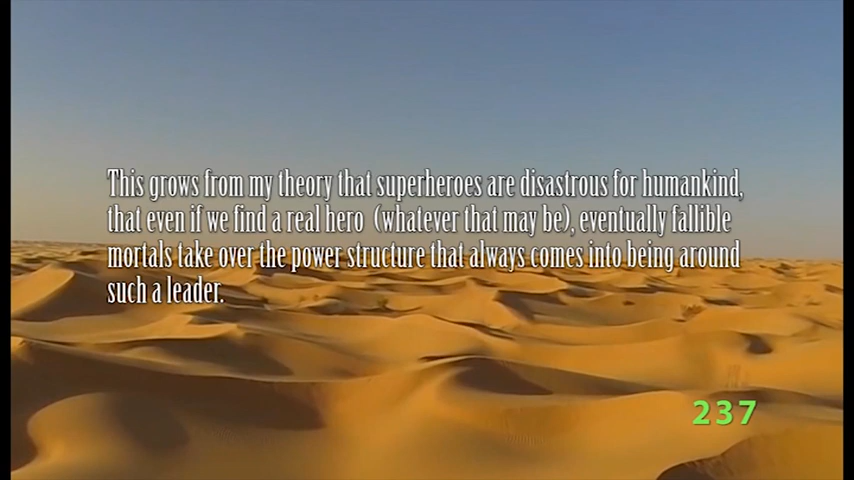 This grows from my theory that superheroes are disastrous for humankind,
that even if we find a real hero (whatever that may be), eventually fallible
mortals take over the power structure that always comes into being around
such a leader.
237